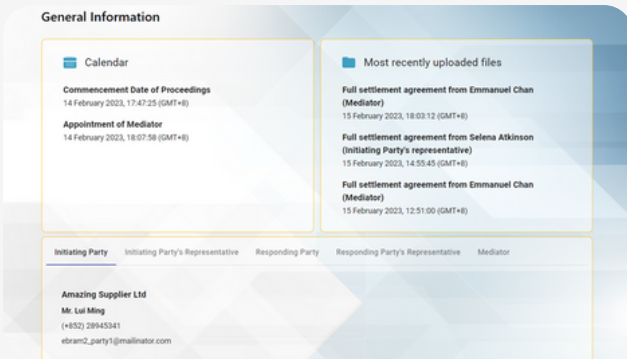 General Information
Calendar
Commencement Date of Proceedings
14 February 2023, 17:47:25 (GMT+8)
Appointment of Mediator
14 February 2023, 18:07:58 (GMT+8)
Most recently uploaded files
Full settlement agreement from Emmanuel Chan
(Mediator)
15 February 2023, 18:03:12 (GMT+8)
Full settlement agreement from Selena Atkinson
(Initiating Party's representative)
15 February 2023, 14:55:45 (GMT+8)
Full settlement agreement from Emmanuel Chan
(Mediator)
15 February 2023, 12:51:00 (GMT+8)
Initiating Party Initiating Party's Representative Responding Party Responding Party's Representative Mediator
Amazing Supplier Ltd
Mr. Lui Ming
(+852) 28945341
ebram2_party1@mailinator.com